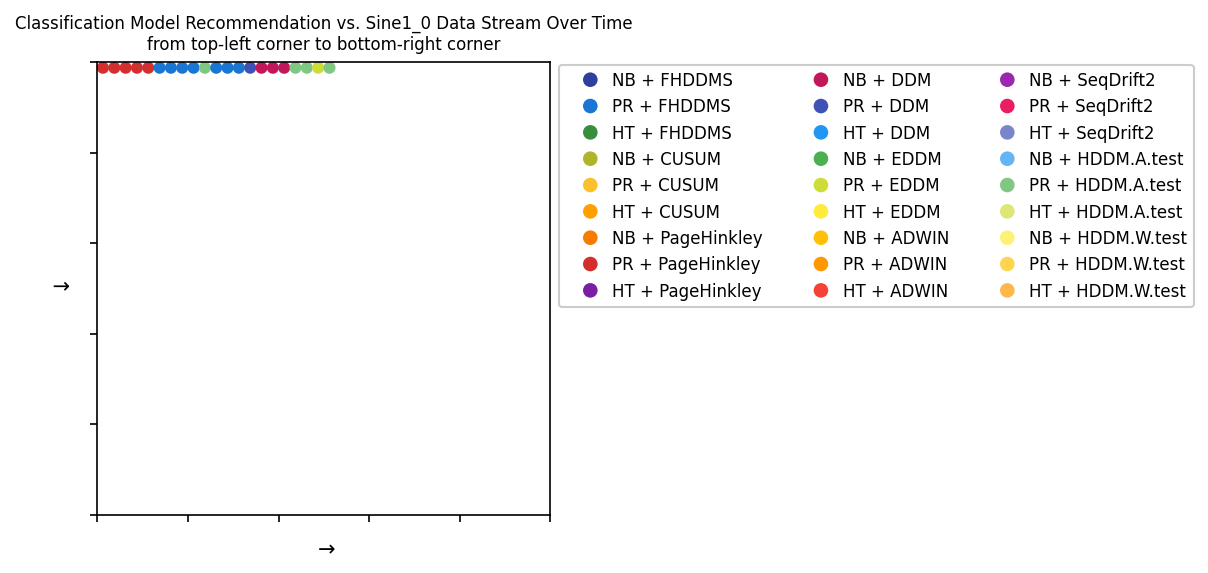 Classification Model Recommendation vs. Sine1_0 Data Stream Over Time
from top-left corner to bottom-right corner
NB + FHDDMS
PR + FHDDMS
HT + FHDDMS
NB + CUSUM
PR + CUSUM
HT + CUSUM
NB + PageHinkley
PR + PageHinkley
HT + PageHinkley
NB + DDM
PR + DDM
HT + DDM
NB + EDDM
PR + EDDM
HT + EDDM
NB + ADWIN
PR + ADWIN
HT + ADWIN
NB + SeqDrift2
PR + SeqDrift2
HT + SeqDrift2
NB + HDDM.A.test
PR + HDDM.A.test
HT + HDDM.A.test
NB + HDDM.W.test
PR + HDDM.W.test
HT + HDDM.W.test
→
→